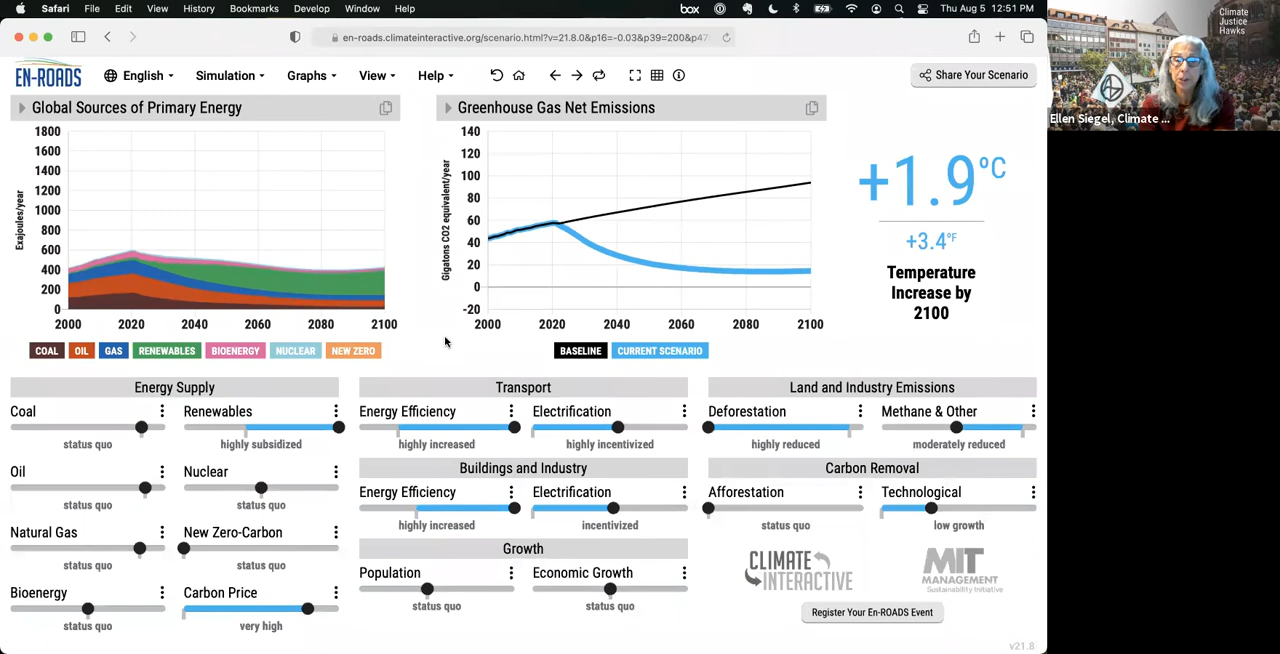 Safari File Edit View History Bookmarks Develop Window Help box Thu Aug 5 12:51 PM
en-roads.climateinteractive.org/scenario.html?v=21.8.0&p16=-0.03&p39=200&p47
Climate
Justice
Hawks
Ellen Siegel, Climate ...
EN-ROADS English Simulation Graphs View Help Share Your Scenario
Global Sources of Primary Energy
1800
1600
1400
1200
1000
800
600
400
200
0
Exajoules/year
2000 2020 2040 2060 2080 2100
COAL OIL GAS RENEWABLES BIOENERGY NUCLEAR NEW ZERO
Greenhouse Gas Net Emissions
140
120
100
80
60
40
20
0
-20
Gigatons CO2 equivalent/year
2000 2020 2040 2060 2080 2100
BASELINE CURRENT SCENARIO
+1.9°C
+3.4°F
Temperature
Increase by
2100
Energy Supply
Coal Renewables
status quo highly subsidized
Oil Nuclear
status quo status quo
Natural Gas New Zero-Carbon
status quo status quo
Bioenergy Carbon Price
status quo very high
Transport
Energy Efficiency Electrification
highly increased highly incentivized
Buildings and Industry
Energy Efficiency Electrification
highly increased incentivized
Growth
Population Economic Growth
status quo status quo
Land and Industry Emissions
Deforestation Methane & Other
highly reduced moderately reduced
Carbon Removal
Afforestation Technological
status quo low growth
CLIMATE
INTERACTIVE
MIT
MANAGEMENT
Sustainability Initiative
Register Your En-ROADS Event
v21.8